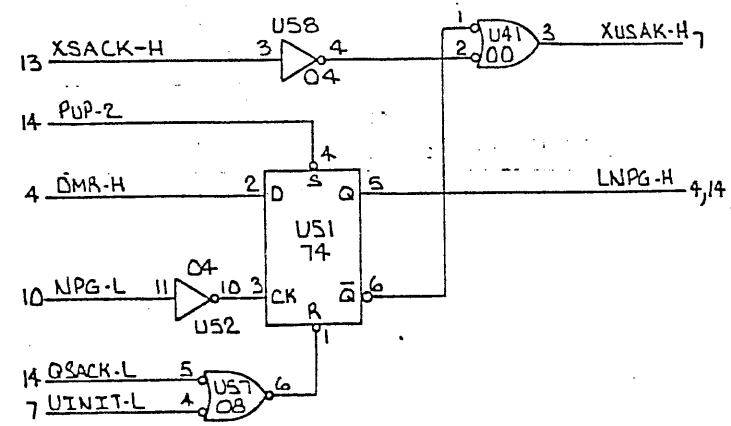 U58
1
U41
3
XUSAK-H
7
13
XSACK-H
3
4
2
00
04
14
PUP-2
4
S
4
DMR-H
2
D
Q
5
LNPG-H
4,14
U51
74
04
10
NPG-L
11
10
3
CK
Q̅
6
U52
R
1
14
QSACK-L
5
U57
6
7
UINIT-L
4
08